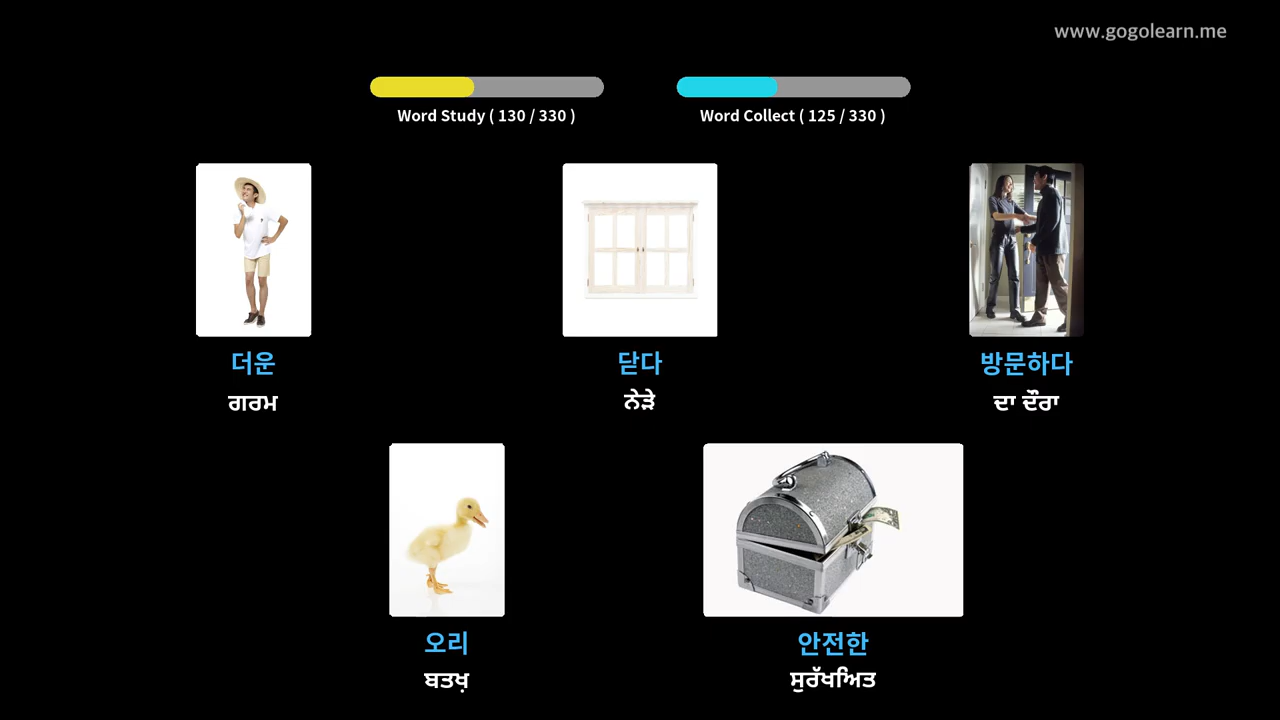 www.gogolearn.me
Word Study ( 130 / 330 )
Word Collect ( 125 / 330 )
더운
닫다
방문하다
ਗਰਮ
ਨੇੜੇ
ਦਾ ਦੌਰਾ
오리
안전한
ਬਤਖ਼
ਸੁਰੱਖਅਿਤ